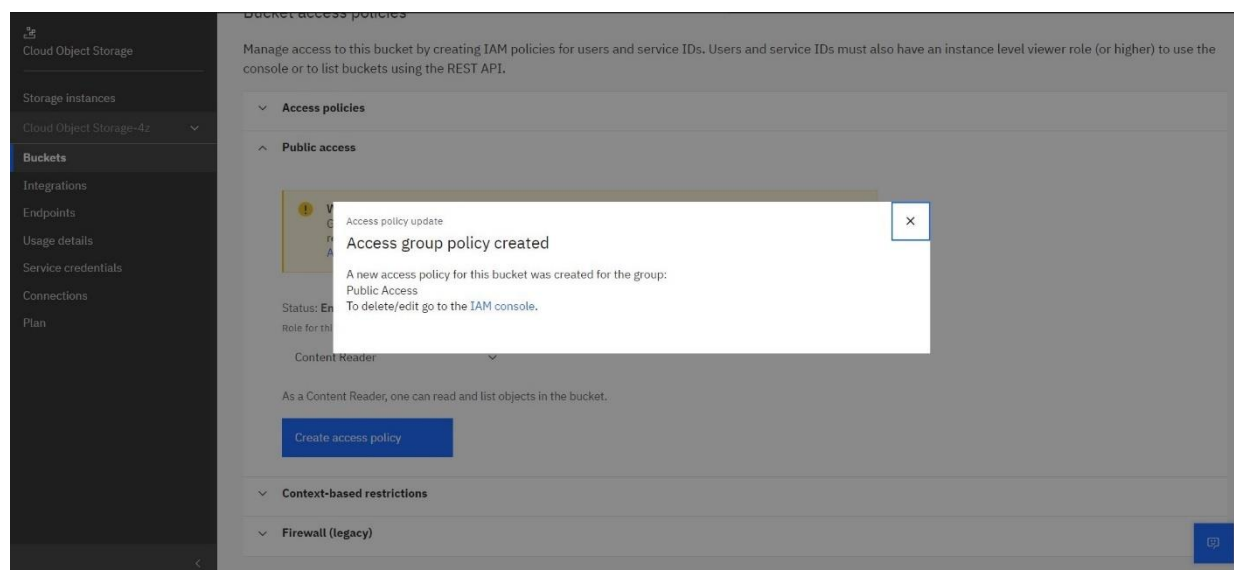 Bucket access policies
Cloud Object Storage
Manage access to this bucket by creating IAM policies for users and service IDs. Users and service IDs must also have an instance level viewer role (or higher) to use the
console or to list buckets using the REST API.
Storage instances
Cloud Object Storage-4z
Buckets
Integrations
Endpoints
Usage details
Service credentials
Connections
Plan
Access policies
Public access
Access policy update
Access group policy created
A new access policy for this bucket was created for the group:
Public Access
To delete/edit go to the IAM console.
Status:
Role for
Content Reader
As a Content Reader, one can read and list objects in the bucket.
Create access policy
Context-based restrictions
Firewall (legacy)